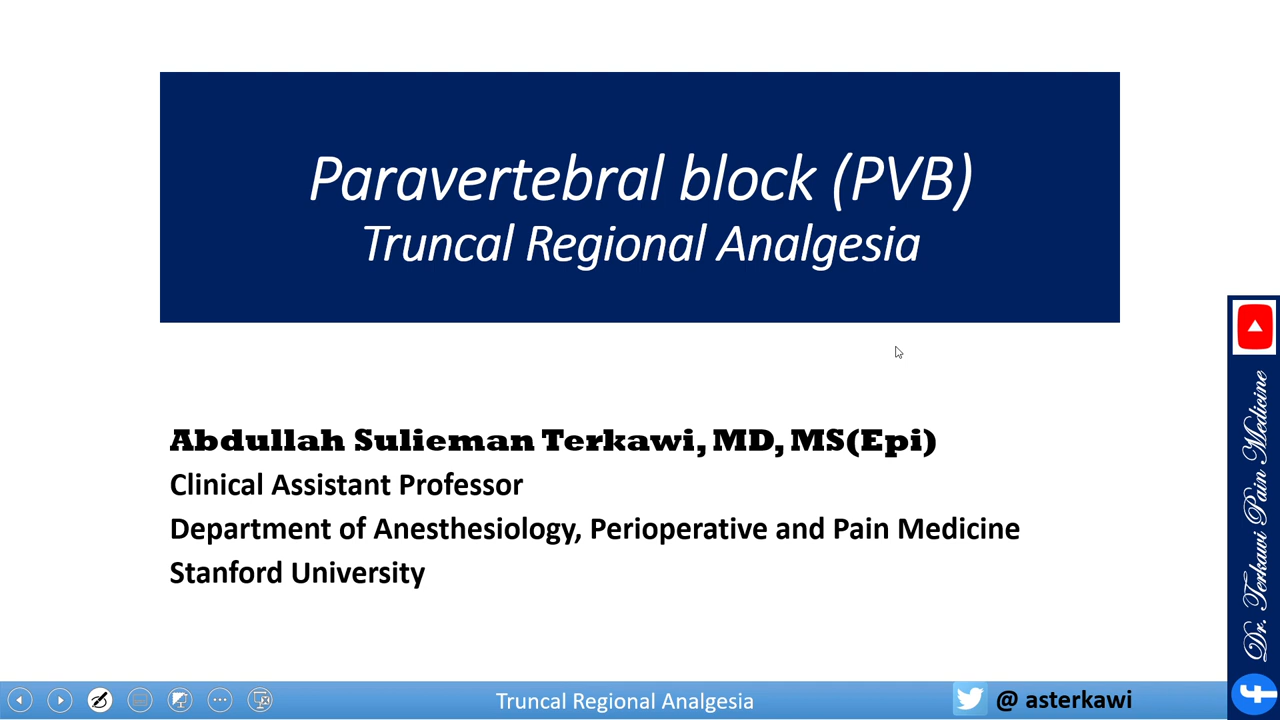 Paravertebral block (PVB)
Truncal Regional Analgesia
Abdullah Sulieman Terkawi, MD, MS(Epi)
Clinical Assistant Professor
Department of Anesthesiology, Perioperative and Pain Medicine
Stanford University
Dr. Terkawi Pain Medicine
Truncal Regional Analgesia
@ asterkawi